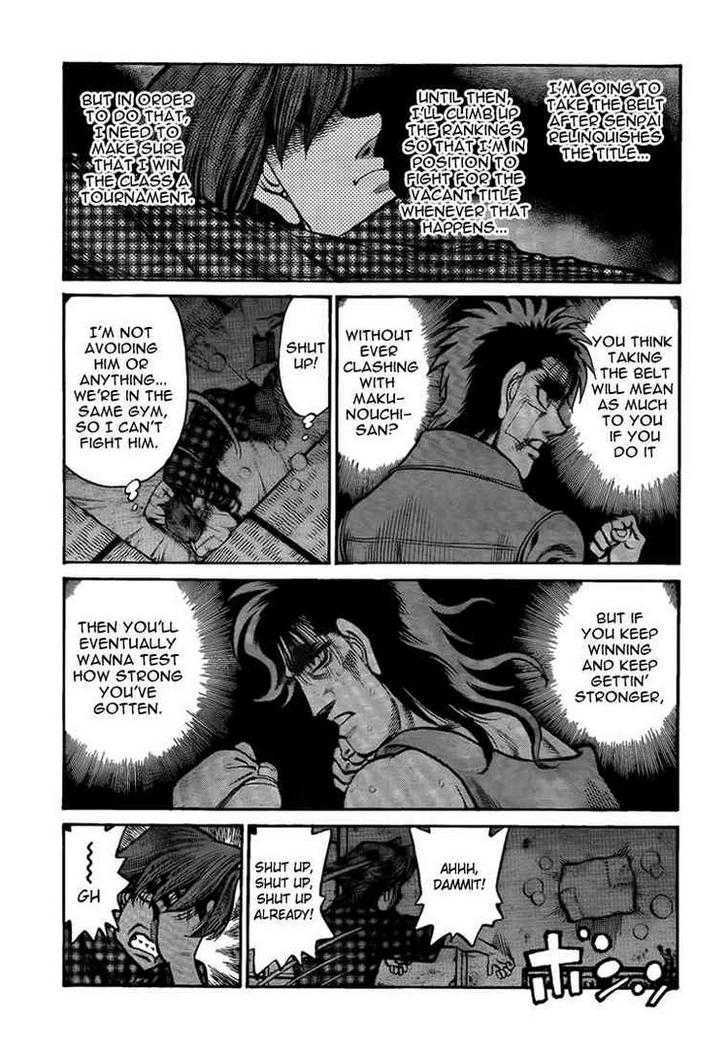 I'M GOING TO
TAKE THE BELT
AFTER SENPAI
RELINQUISHES
THE TITLE...
UNTIL THEN,
I'LL CLIMB UP
THE RANKINGS
SO THAT I'M IN
POSITION TO
FIGHT FOR THE
VACANT TITLE
WHENEVER THAT
HAPPENS...
BUT IN ORDER
TO DO THAT,
I NEED TO
MAKE SURE
THAT I WIN
THE CLASS A
TOURNAMENT.
YOU THINK
TAKING
THE BELT
WILL MEAN
AS MUCH
TO YOU
IF YOU
DO IT
WITHOUT
EVER
CLASHING
WITH
MAKU-
NOUCHI-
SAN?
SHUT
UP!
I'M NOT
AVOIDING
HIM OR
ANYTHING...
WE'RE IN THE
SAME GYM,
SO I CAN'T
FIGHT HIM.
BUT IF
YOU KEEP
WINNING
AND KEEP
GETTIN'
STRONGER,
THEN YOU'LL
EVENTUALLY
WANNA TEST
HOW STRONG
YOU'VE
GOTTEN.
AHHH,
DAMMIT!
ボボンッ
SHUT UP,
SHUT UP,
SHUT UP
ALREADY!
GH